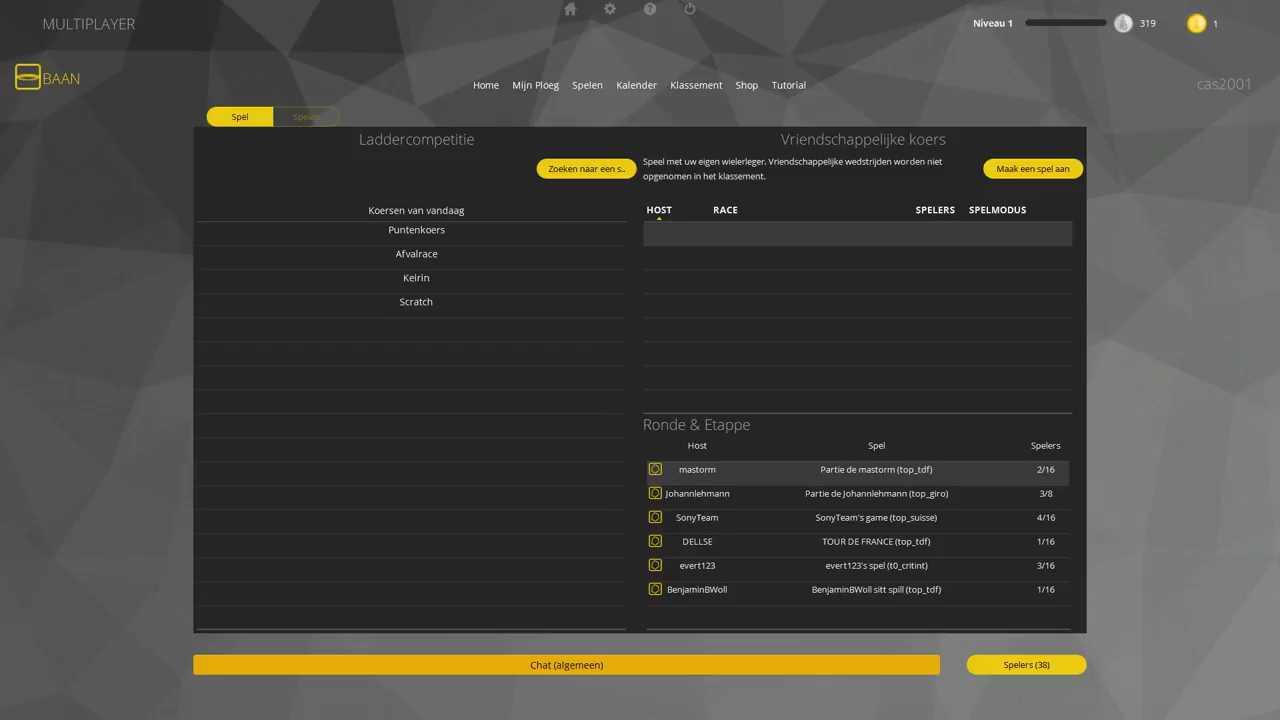 MULTIPLAYER
Niveau 1
319
1
BAAN
Home Mijn Ploeg Spelen Kalender Klassement Shop Tutorial
cas2001
Spel Spelen
Laddercompetitie
Zoeken naar een s..
Koersen van vandaag
Puntenkoers
Afvalrace
Keirin
Scratch
Vriendschappelijke koers
Speel met uw eigen wielerleger. Vriendschappelijke wedstrijden worden niet
opgenomen in het klassement.
Maak een spel aan
HOST RACE SPELERS SPELMODUS
Ronde & Etappe
Host Spel Spelers
mastorm Partie de mastorm (top_tdf) 2/16
Johannlehmann Partie de Johannlehmann (top_giro) 3/8
SonyTeam SonyTeam's game (top_suisse) 4/16
DELLSE TOUR DE FRANCE (top_tdf) 1/16
evert123 evert123's spel (t0_critint) 3/16
BenjaminBWoll BenjaminBWoll sitt spill (top_tdf) 1/16
Chat (algemeen)
Spelers (38)